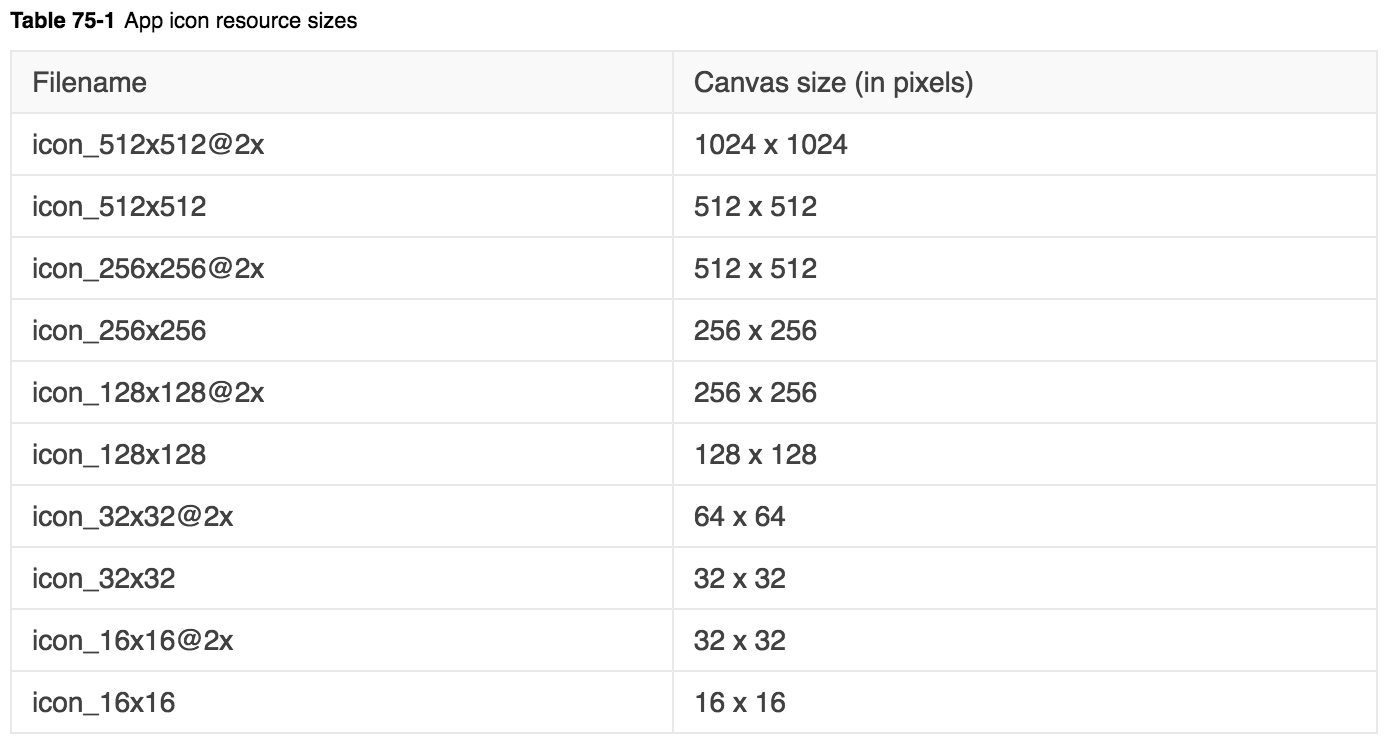 Table 75-1 App icon resource sizes
Filename Canvas size (in pixels)
icon_512x512@2x 1024 x 1024
icon_512x512 512 x 512
icon_256x256@2x 512 x 512
icon_256x256 256 x 256
icon_128x128@2x 256 x 256
icon_128x128 128 x 128
icon_32x32@2x 64 x 64
icon_32x32 32 x 32
icon_16x16@2x 32 x 32
icon_16x16 16 x 16